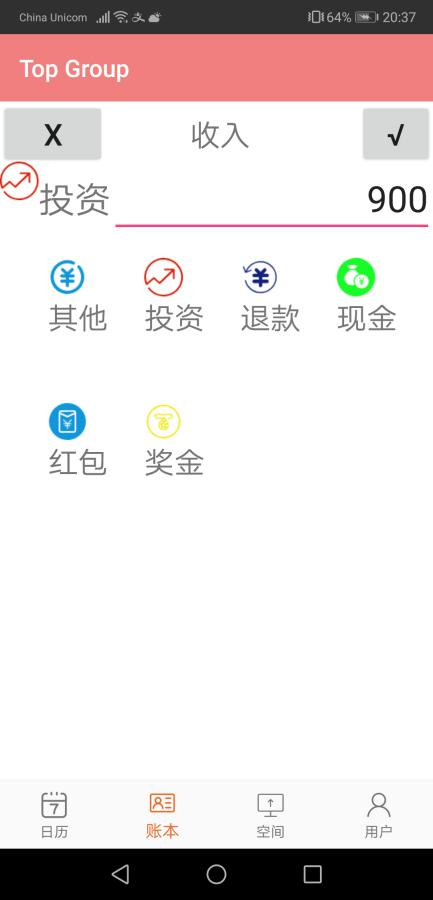 China Unicom 64% 20:37
Top Group
X 收入 √
投资 900
其他 投资 退款 现金
红包 奖金
7
日历 账本 空间 用户